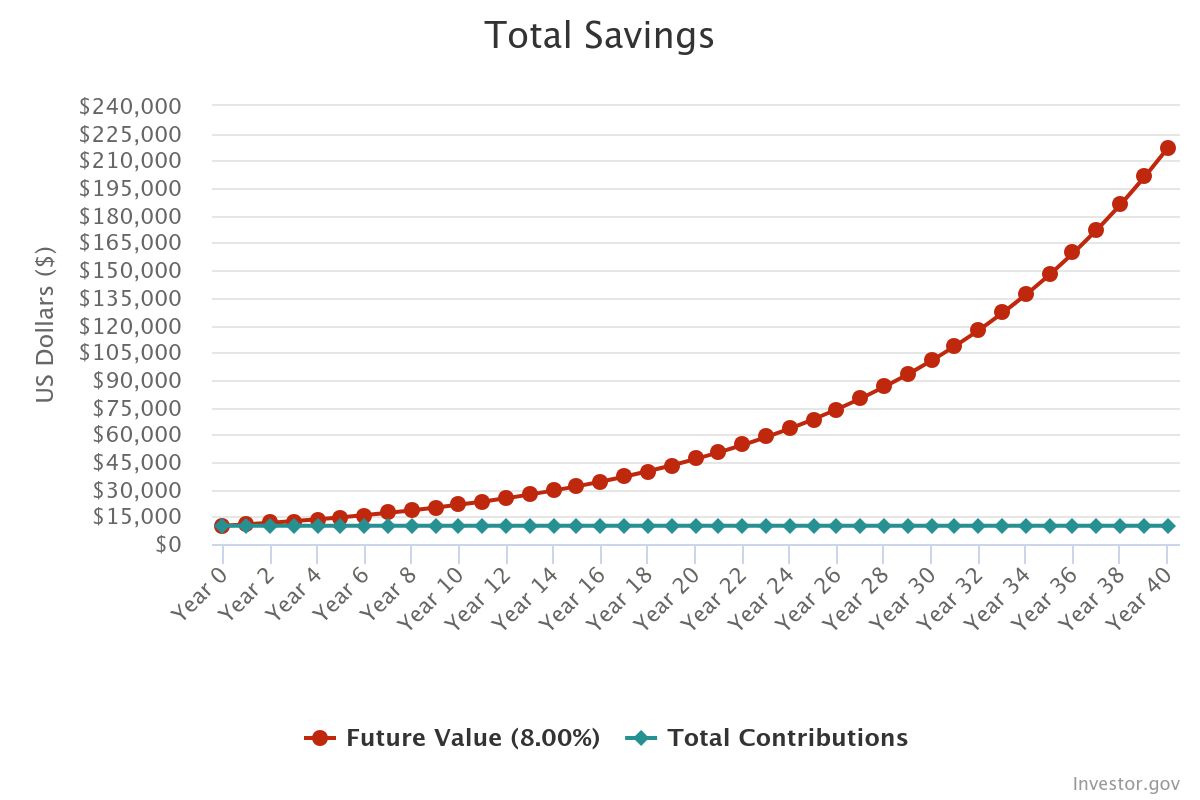 Total Savings
$240,000
$225,000
$210,000
$195,000
$180,000
$165,000
$150,000
$135,000
$120,000
$105,000
$90,000
$75,000
$60,000
$45,000
$30,000
$15,000
$0
US Dollars ($)
Year 0
Year 2
Year 4
Year 6
Year 8
Year 10
Year 12
Year 14
Year 16
Year 18
Year 20
Year 22
Year 24
Year 26
Year 28
Year 30
Year 32
Year 34
Year 36
Year 38
Year 40
Future Value (8.00%)
Total Contributions
Investor.gov